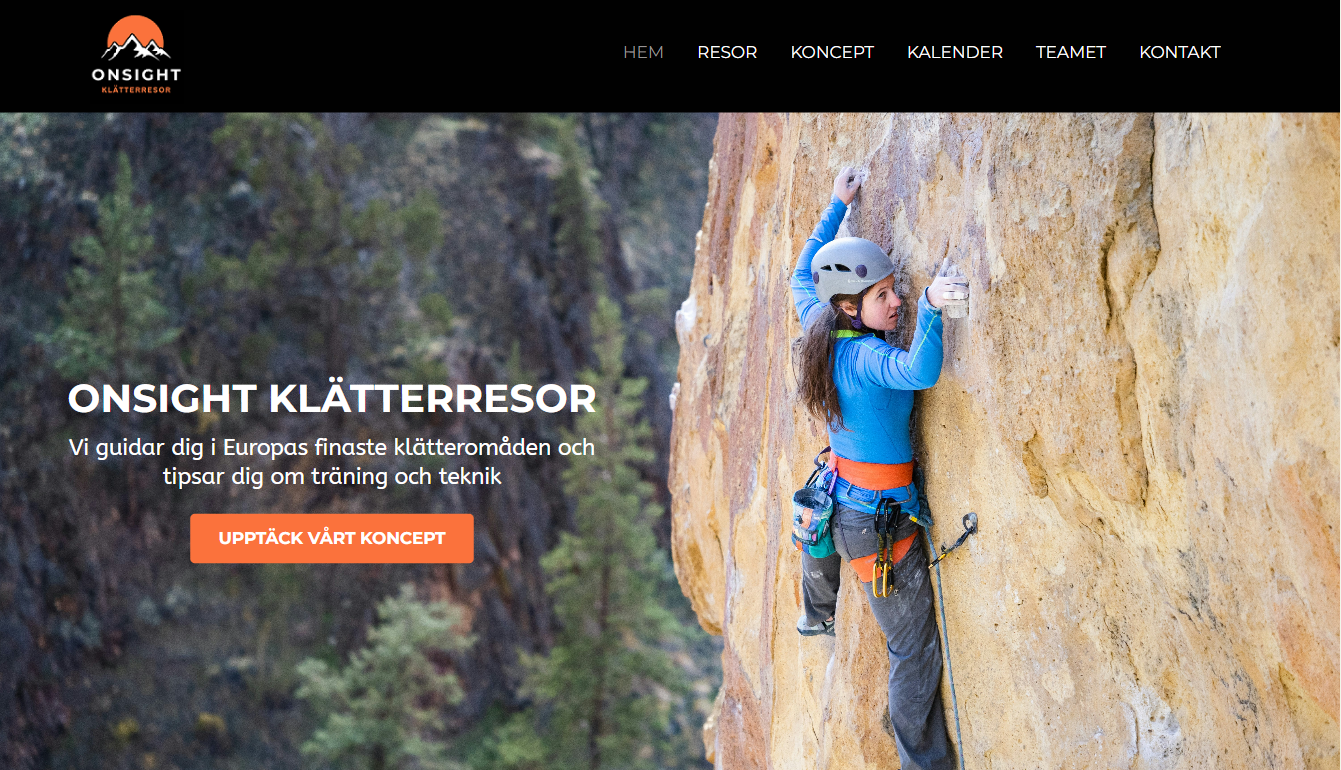 ONSIGHT
KLÄTTERRESOR
HEM RESOR KONCEPT KALENDER TEAMET KONTAKT
ONSIGHT KLÄTTERRESOR
Vi guidar dig i Europas finaste klätterområden och
tipsar dig om träning och teknik
UPPTÄCK VÅRT KONCEPT